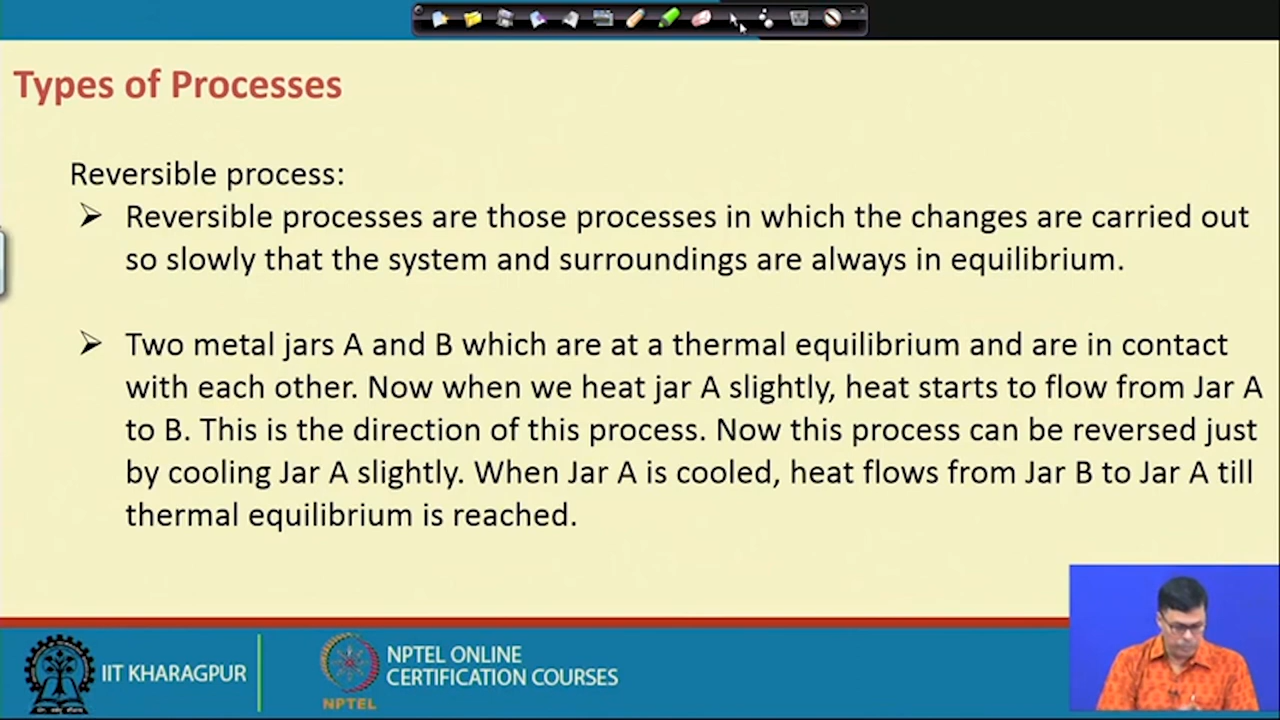 Types of Processes
Reversible process:
➢ Reversible processes are those processes in which the changes are carried out
so slowly that the system and surroundings are always in equilibrium.
➢ Two metal jars A and B which are at a thermal equilibrium and are in contact
with each other. Now when we heat jar A slightly, heat starts to flow from Jar A
to B. This is the direction of this process. Now this process can be reversed just
by cooling Jar A slightly. When Jar A is cooled, heat flows from Jar B to Jar A till
thermal equilibrium is reached.
IIT KHARAGPUR
NPTEL
NPTEL ONLINE
CERTIFICATION COURSES